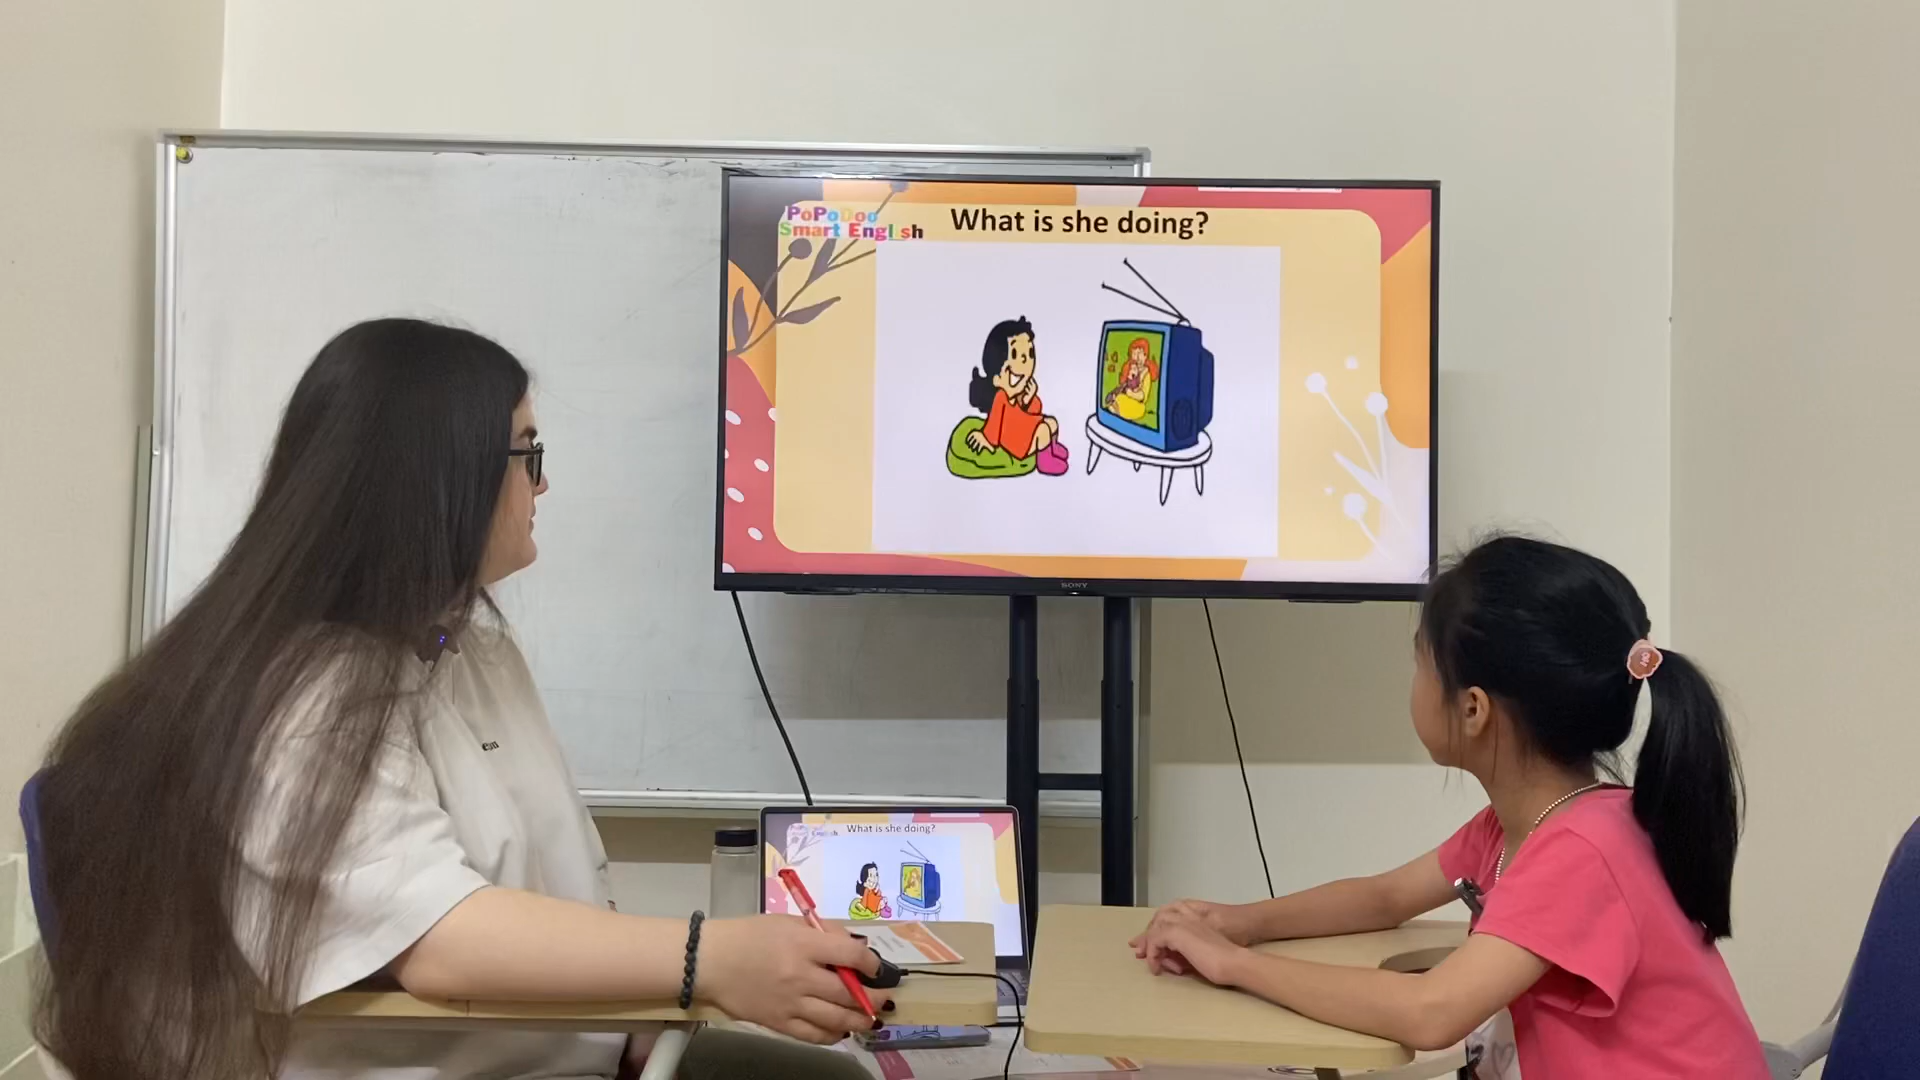 PoPoDoo
Smart English
What is she doing?
SONY
What is she doing?